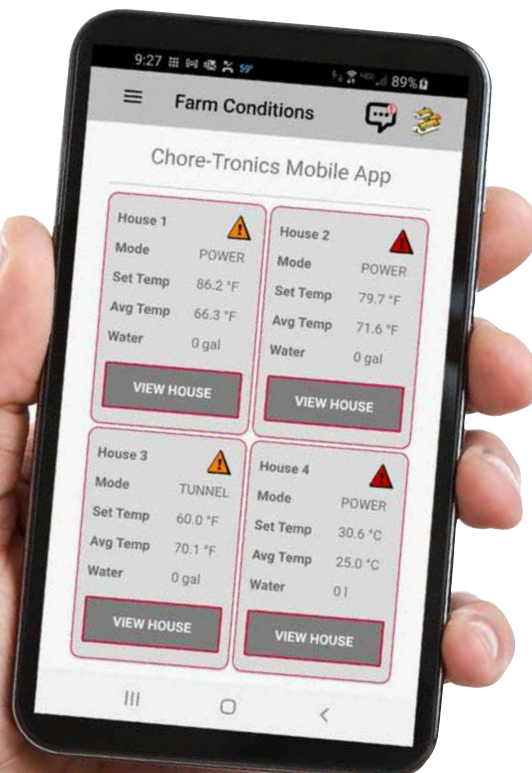 9:27 59° 89%
Farm Conditions
Chore-Tronics Mobile App
House 1
Mode POWER
Set Temp 86.2 °F
Avg Temp 66.3 °F
Water 0 gal
VIEW HOUSE
House 2
Mode POWER
Set Temp 79.7 °F
Avg Temp 71.6 °F
Water 0 gal
VIEW HOUSE
House 3
Mode TUNNEL
Set Temp 60.0 °F
Avg Temp 70.1 °F
Water 0 gal
VIEW HOUSE
House 4
Mode POWER
Set Temp 30.6 °C
Avg Temp 25.0 °C
Water 0 l
VIEW HOUSE